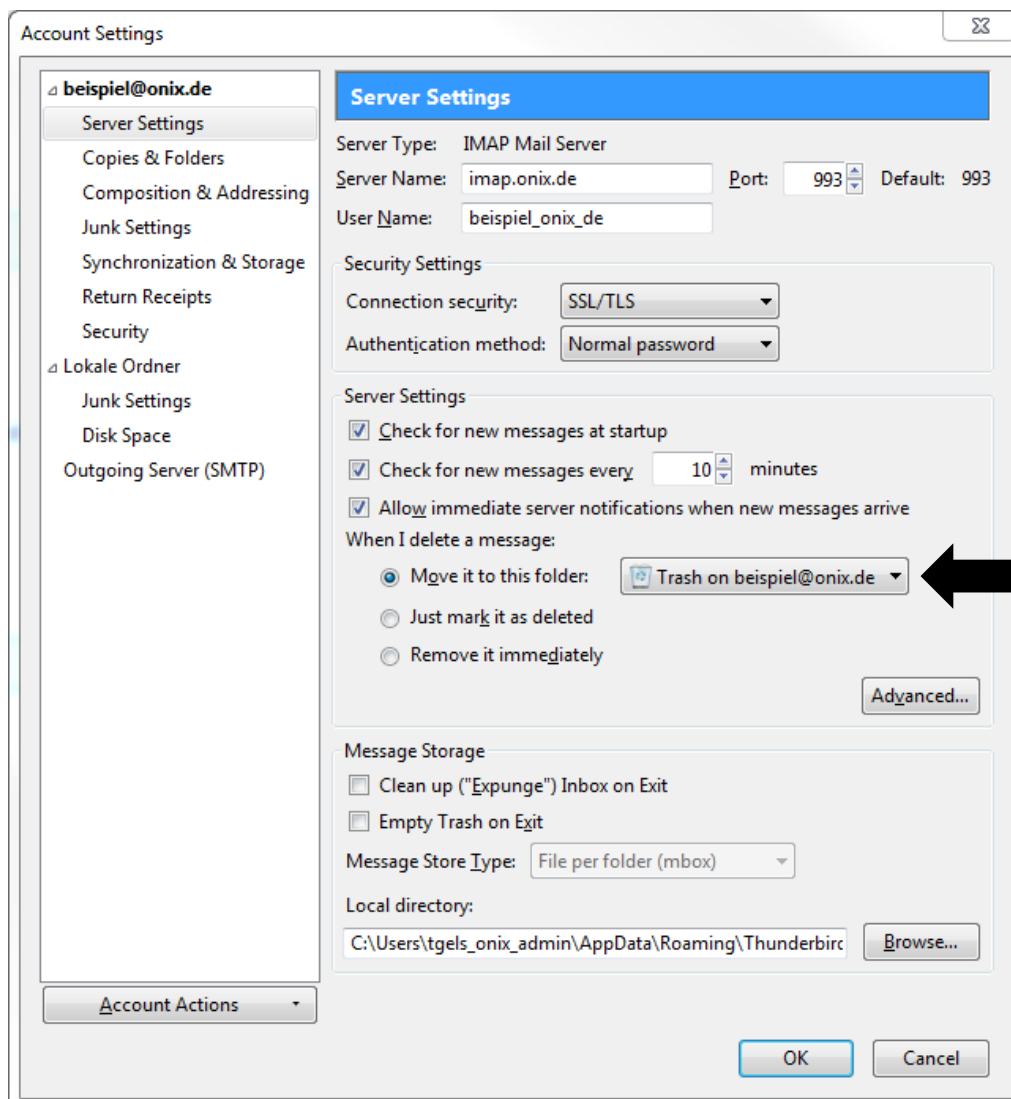 Account Settings
beispiel@onix.de
Server Settings
Copies & Folders
Composition & Addressing
Junk Settings
Synchronization & Storage
Return Receipts
Security
Lokale Ordner
Junk Settings
Disk Space
Outgoing Server (SMTP)
Account Actions
Server Settings
Server Type: IMAP Mail Server
Server Name: imap.onix.de Port: 993 Default: 993
User Name: beispiel_onix_de
Security Settings
Connection security: SSL/TLS
Authentication method: Normal password
Server Settings
Check for new messages at startup
Check for new messages every 10 minutes
Allow immediate server notifications when new messages arrive
When I delete a message:
Move it to this folder: Trash on beispiel@onix.de
Just mark it as deleted
Remove it immediately
Advanced...
Message Storage
Clean up ("Expunge") Inbox on Exit
Empty Trash on Exit
Message Store Type: File per folder (mbox)
Local directory:
C:\Users\tgels_onix_admin\AppData\Roaming\Thunderbird Browse...
OK Cancel